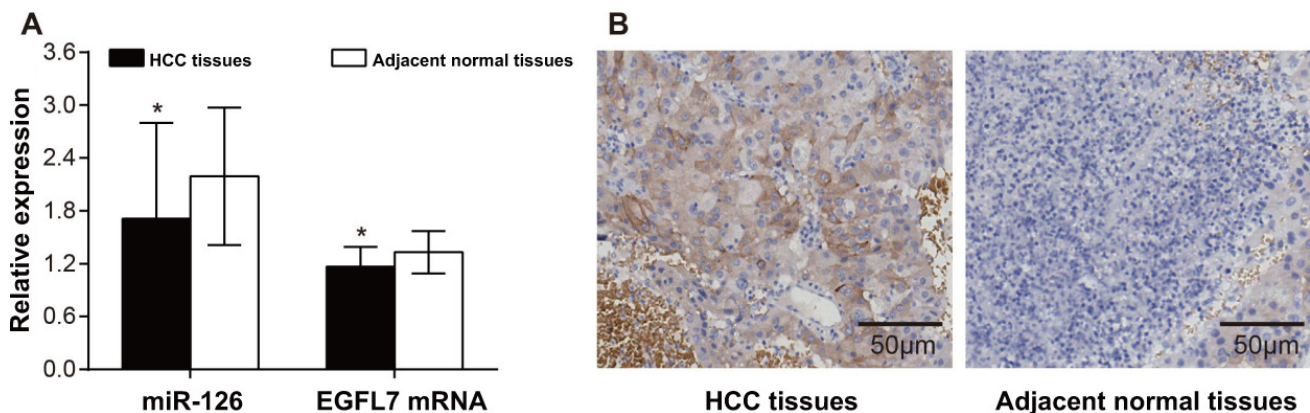 A
Relative expression
3.6
3.0
2.4
1.8
1.2
0.6
0.0
HCC tissues
Adjacent normal tissues
*
*
miR-126
EGFL7 mRNA
B
50μm
50μm
HCC tissues
Adjacent normal tissues